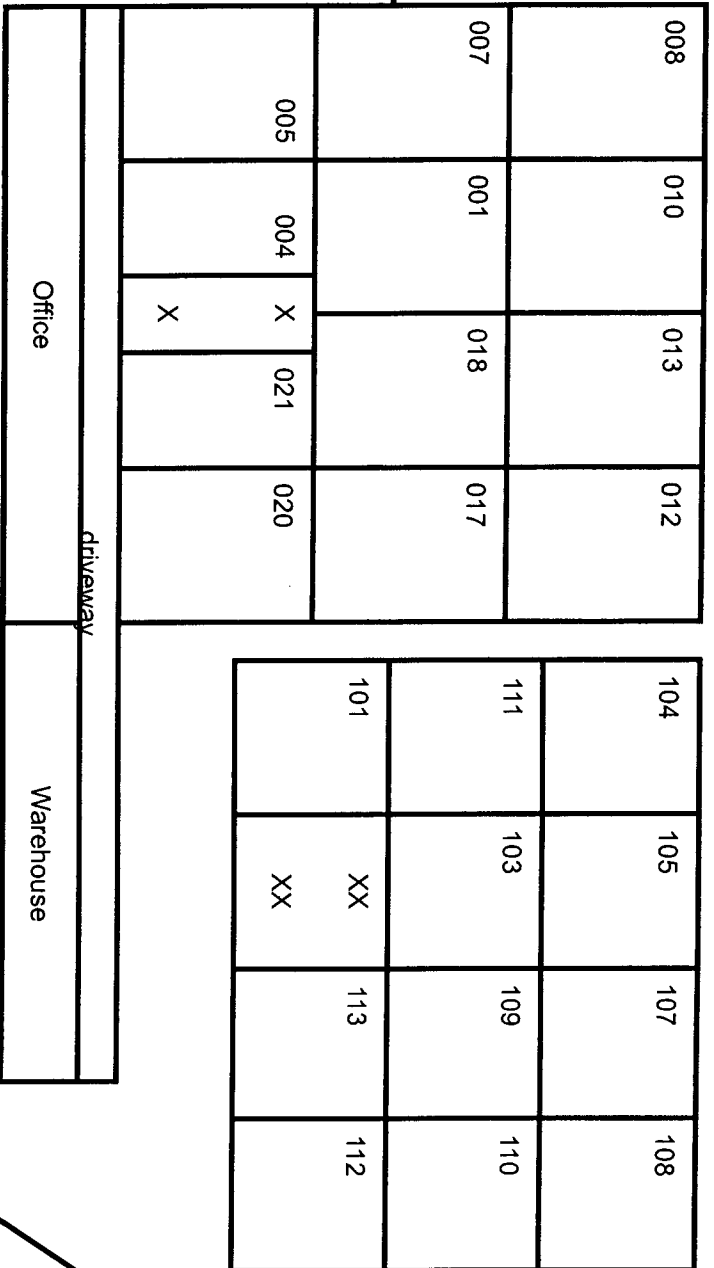 008 010 013 012 104 105 107 108
111 103 109 110
007 001 018 017
101 XX 113 112
005 004 X 021 020 XX
X
driveway
Office Warehouse